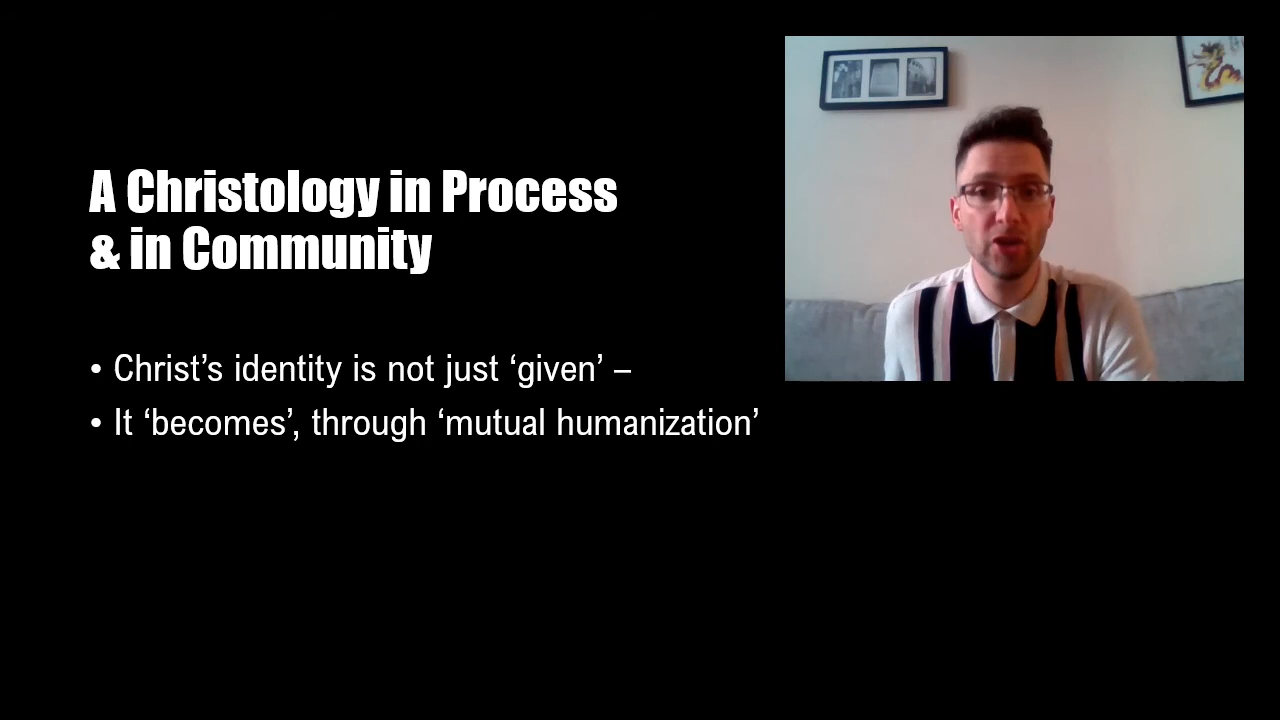 A Christology in Process
& in Community
• Christ’s identity is not just ‘given’ –
• It ‘becomes’, through ‘mutual humanization’